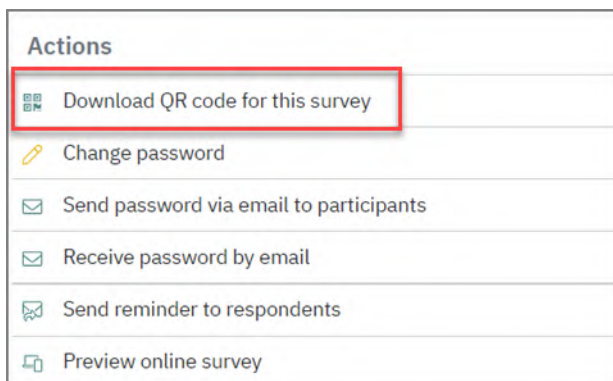 Actions
Download QR code for this survey
Change password
Send password via email to participants
Receive password by email
Send reminder to respondents
Preview online survey